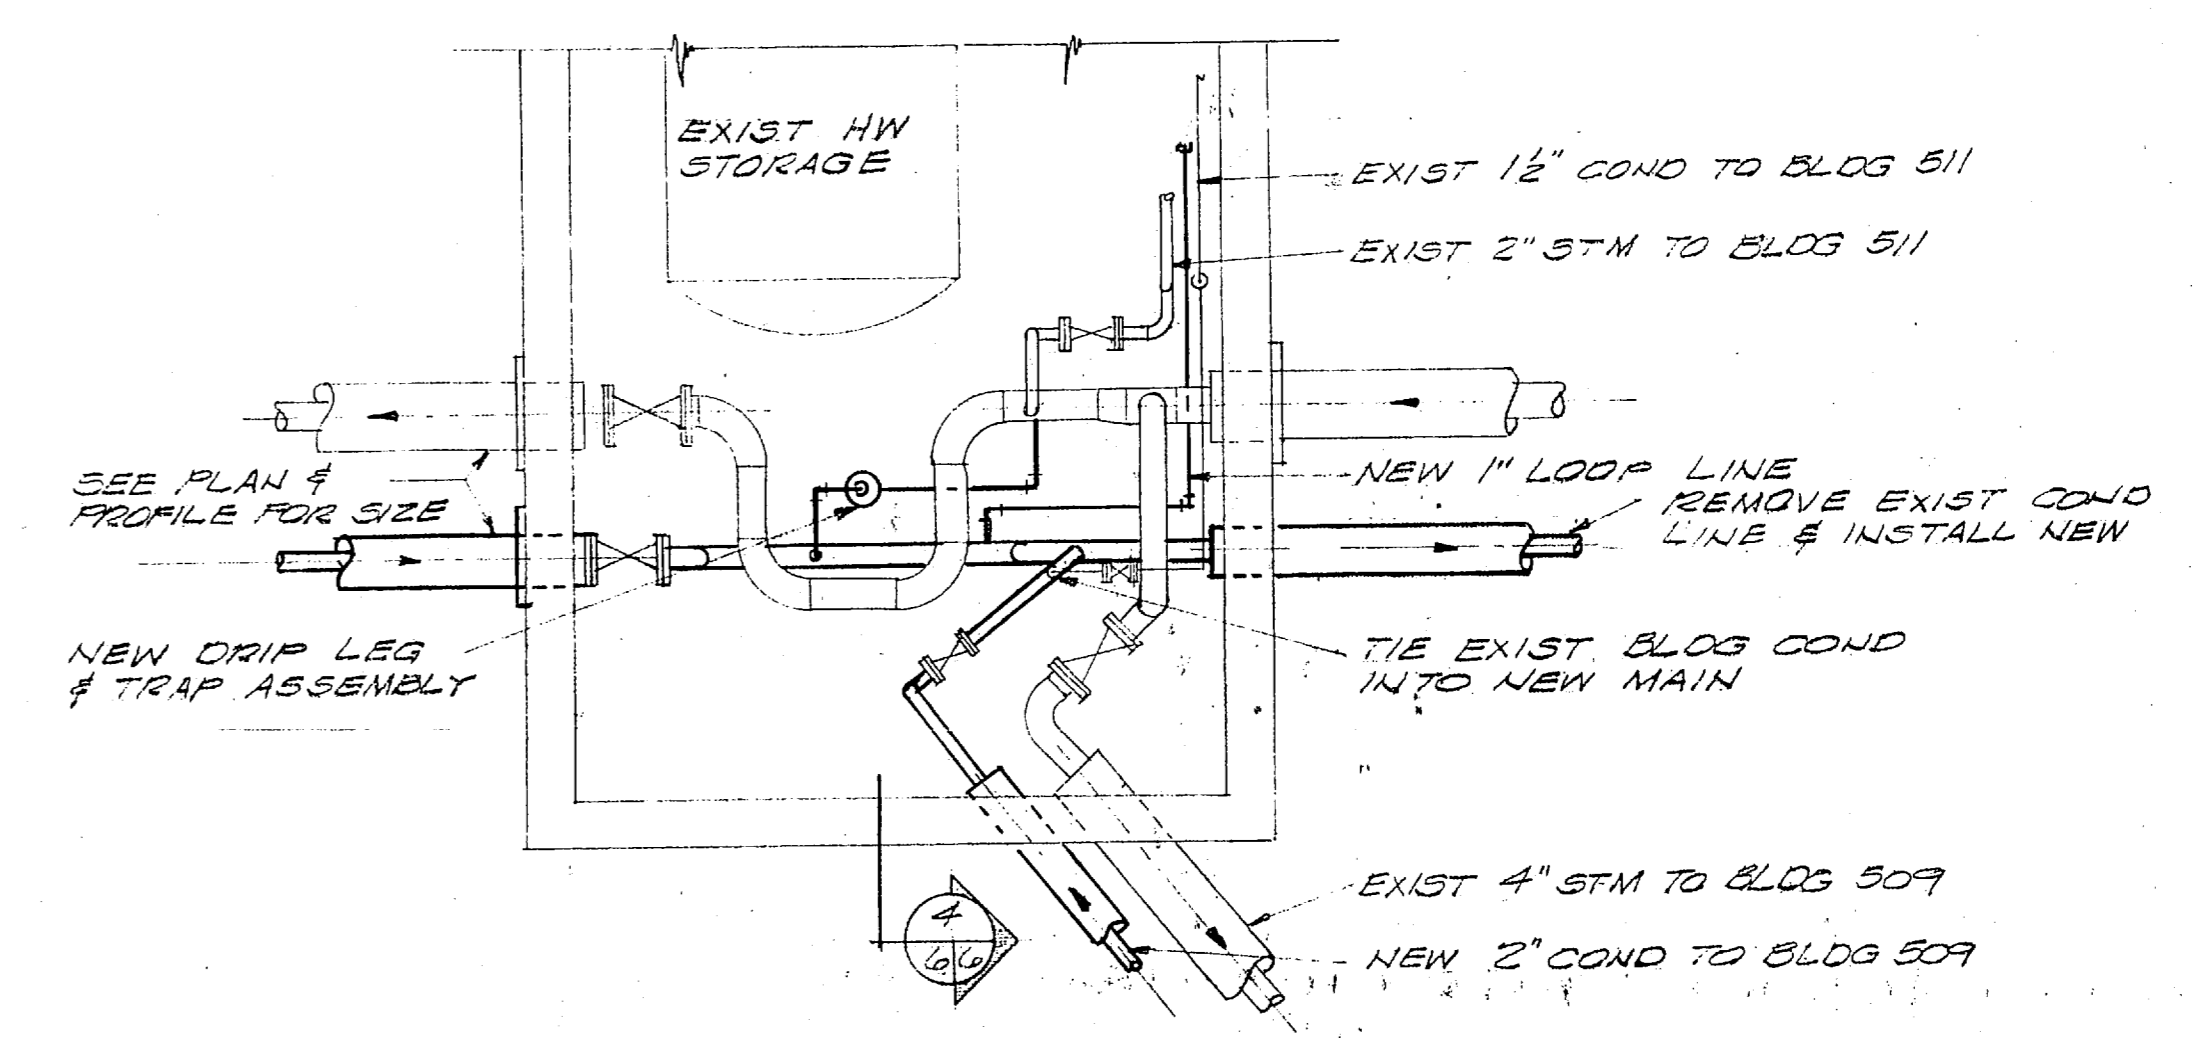 EXIST HW
STORAGE
EXIST 1½" COND TO BLDG 511
EXIST 2" STM TO BLDG 511
SEE PLAN &
PROFILE FOR SIZE
NEW 1" LOOP LINE
REMOVE EXIST COND
LINE & INSTALL NEW
NEW DRIP LEG
& TRAP ASSEMBLY
TIE EXIST BLDG COND
INTO NEW MAIN
EXIST 4" STM TO BLDG 509
NEW 2" COND TO BLDG 509
4
6 6